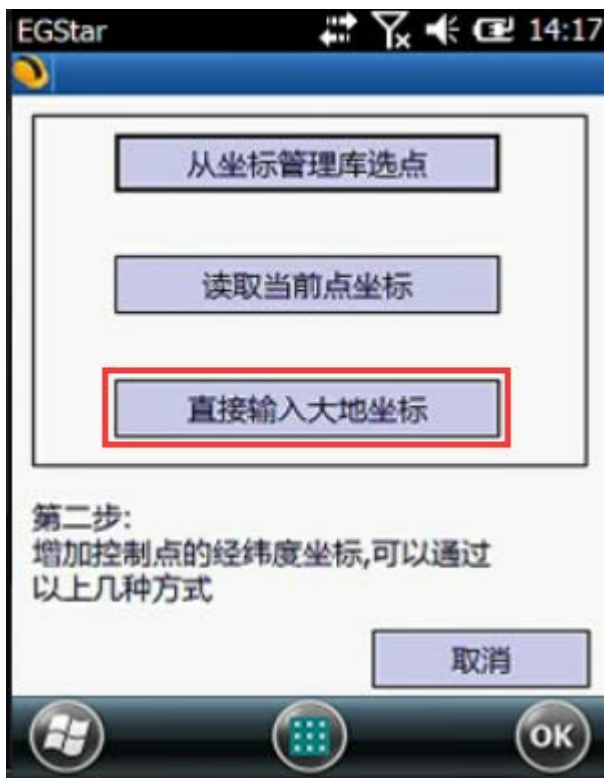 EGStar 14:17
从坐标管理库选点
读取当前点坐标
直接输入大地坐标
第二步:
增加控制点的经纬度坐标,可以通过
以上几种方式
取消
OK